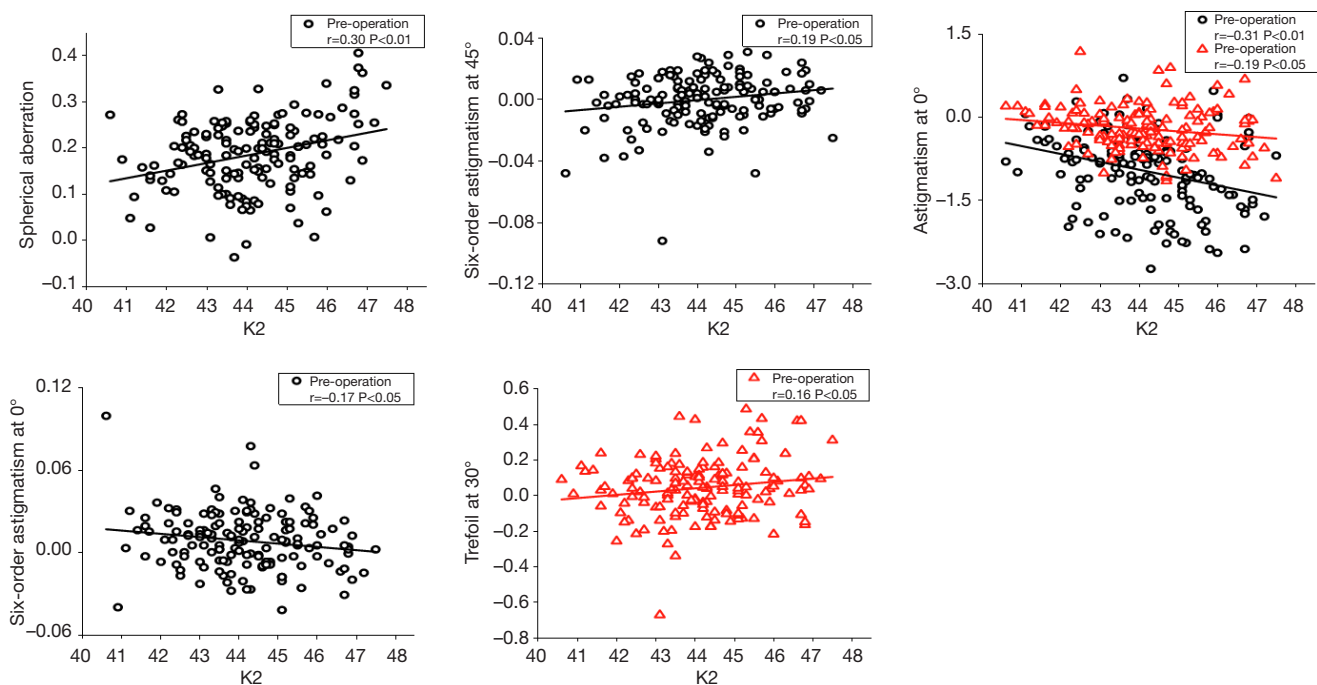 Pre-operation
r=0.30 P<0.01
Spherical aberration
0.4
0.3
0.2
0.1
0.0
–0.1
40 41 42 43 44 45 46 47 48
K2
Pre-operation
r=0.19 P<0.05
Six-order astigmatism at 45°
0.04
0.00
–0.04
–0.08
–0.12
40 41 42 43 44 45 46 47 48
K2
Pre-operation
r=–0.31 P<0.01
Pre-operation
r=–0.19 P<0.05
Astigmatism at 0°
1.5
0.0
–1.5
–3.0
40 41 42 43 44 45 46 47 48
K2
Pre-operation
r=–0.17 P<0.05
Six-order astigmatism at 0°
0.12
0.06
0.00
–0.06
40 41 42 43 44 45 46 47 48
K2
Pre-operation
r=0.16 P<0.05
Trefoil at 30°
0.6
0.4
0.2
0.0
–0.2
–0.4
–0.6
–0.8
40 41 42 43 44 45 46 47 48
K2